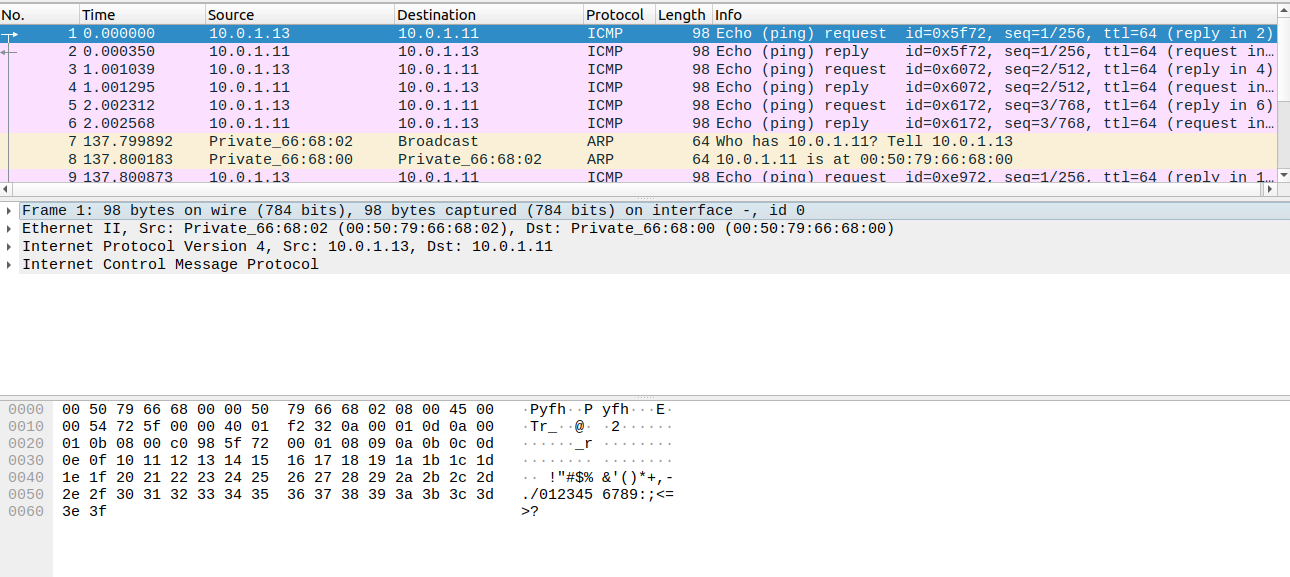 No. Time Source Destination Protocol Length Info
1 0.000000 10.0.1.13 10.0.1.11 ICMP 98 Echo (ping) request id=0x5f72, seq=1/256, ttl=64 (reply in 2)
2 0.000350 10.0.1.11 10.0.1.13 ICMP 98 Echo (ping) reply id=0x5f72, seq=1/256, ttl=64 (request in…
3 1.001039 10.0.1.13 10.0.1.11 ICMP 98 Echo (ping) request id=0x6072, seq=2/512, ttl=64 (reply in 4)
4 1.001295 10.0.1.11 10.0.1.13 ICMP 98 Echo (ping) reply id=0x6072, seq=2/512, ttl=64 (request in…
5 2.002312 10.0.1.13 10.0.1.11 ICMP 98 Echo (ping) request id=0x6172, seq=3/768, ttl=64 (reply in 6)
6 2.002568 10.0.1.11 10.0.1.13 ICMP 98 Echo (ping) reply id=0x6172, seq=3/768, ttl=64 (request in…
7 137.799892 Private_66:68:02 Broadcast ARP 64 Who has 10.0.1.11? Tell 10.0.1.13
8 137.800183 Private_66:68:00 Private_66:68:02 ARP 64 10.0.1.11 is at 00:50:79:66:68:00
9 137.800873 10.0.1.13 10.0.1.11 ICMP 98 Echo (ping) request id=0xe972, seq=1/256, ttl=64 (reply in 1…
Frame 1: 98 bytes on wire (784 bits), 98 bytes captured (784 bits) on interface -, id 0
Ethernet II, Src: Private_66:68:02 (00:50:79:66:68:02), Dst: Private_66:68:00 (00:50:79:66:68:00)
Internet Protocol Version 4, Src: 10.0.1.13, Dst: 10.0.1.11
Internet Control Message Protocol
0000 00 50 79 66 68 00 00 50 79 66 68 02 08 00 45 00 ·Pyfh··P yfh···E·
0010 00 54 72 5f 00 00 40 01 f2 32 0a 00 01 0d 0a 00 ·Tr_··@· ·2······
0020 01 0b 08 00 c0 98 5f 72 00 01 08 09 0a 0b 0c 0d ······_r ········
0030 0e 0f 10 11 12 13 14 15 16 17 18 19 1a 1b 1c 1d ········ ········
0040 1e 1f 20 21 22 23 24 25 26 27 28 29 2a 2b 2c 2d ·· !"#$% &'()*+,-
0050 2e 2f 30 31 32 33 34 35 36 37 38 39 3a 3b 3c 3d ./012345 6789:;<=
0060 3e 3f >?